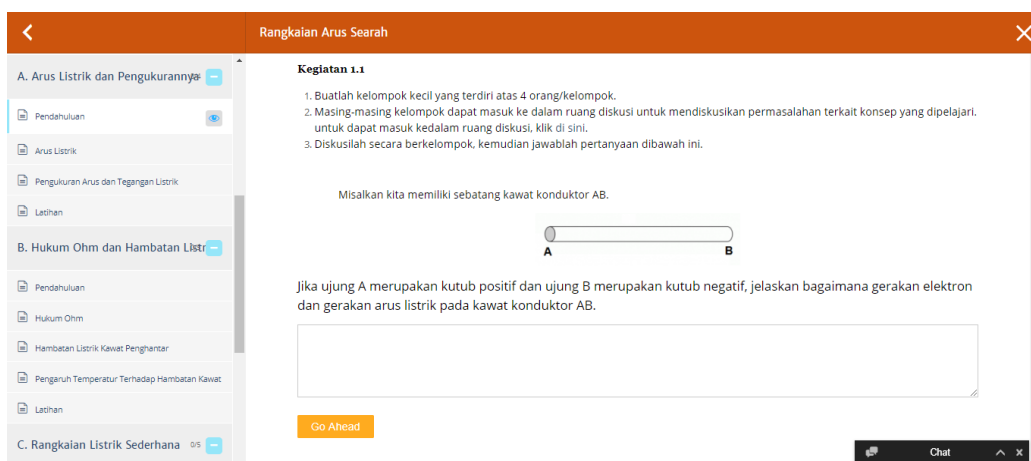 Rangkaian Arus Searah
A. Arus Listrik dan Pengukurannya
Pendahuluan
Arus Listrik
Pengukuran Arus dan Tegangan Listrik
Latihan
B. Hukum Ohm dan Hambatan Listr
Pendahuluan
Hukum Ohm
Hambatan Listrik Kawat Penghantar
Pengaruh Temperatur Terhadap Hambatan Kawat
Latihan
C. Rangkaian Listrik Sederhana 0/5
Kegiatan 1.1
1. Buatlah kelompok kecil yang terdiri atas 4 orang/kelompok.
2. Masing-masing kelompok dapat masuk ke dalam ruang diskusi untuk mendiskusikan permasalahan terkait konsep yang dipelajari.
untuk dapat masuk kedalam ruang diskusi, klik di sini.
3. Diskusilah secara berkelompok, kemudian jawablah pertanyaan dibawah ini.
Misalkan kita memiliki sebatang kawat konduktor AB.
A B
Jika ujung A merupakan kutub positif dan ujung B merupakan kutub negatif, jelaskan bagaimana gerakan elektron
dan gerakan arus listrik pada kawat konduktor AB.
Go Ahead
Chat